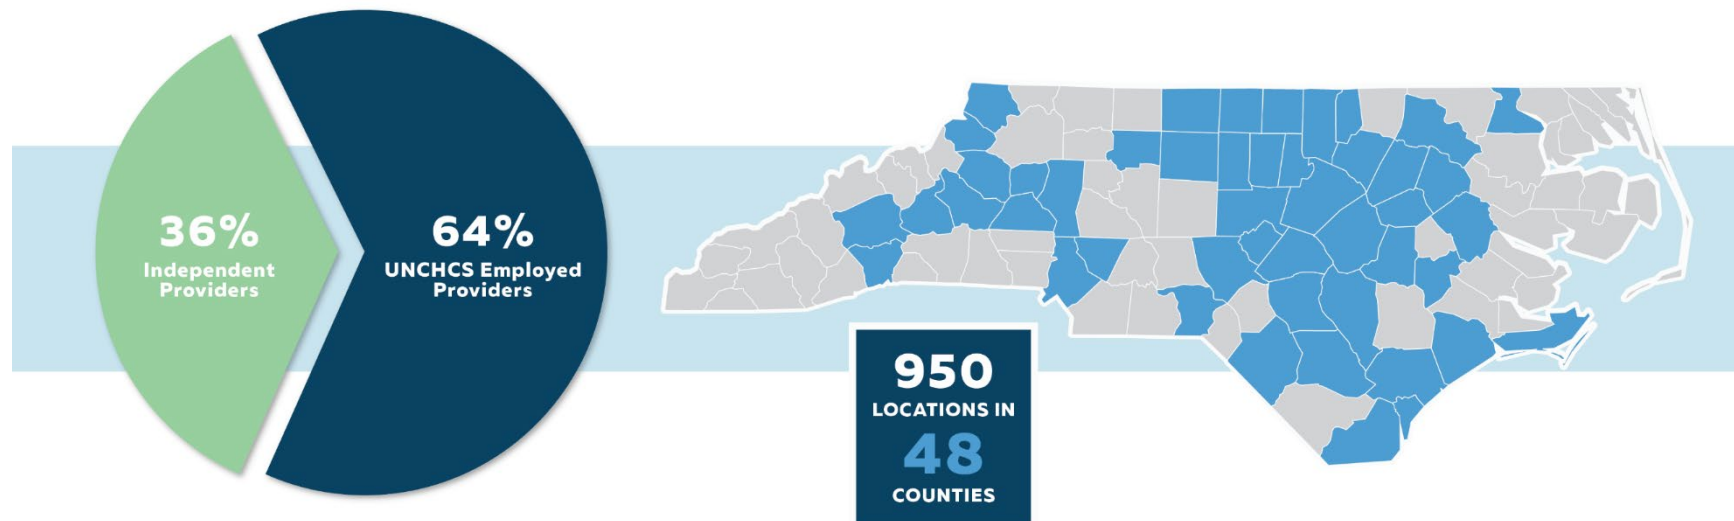 36%
Independent
Providers
64%
UNCHCS Employed
Providers
950
LOCATIONS IN
48
COUNTIES